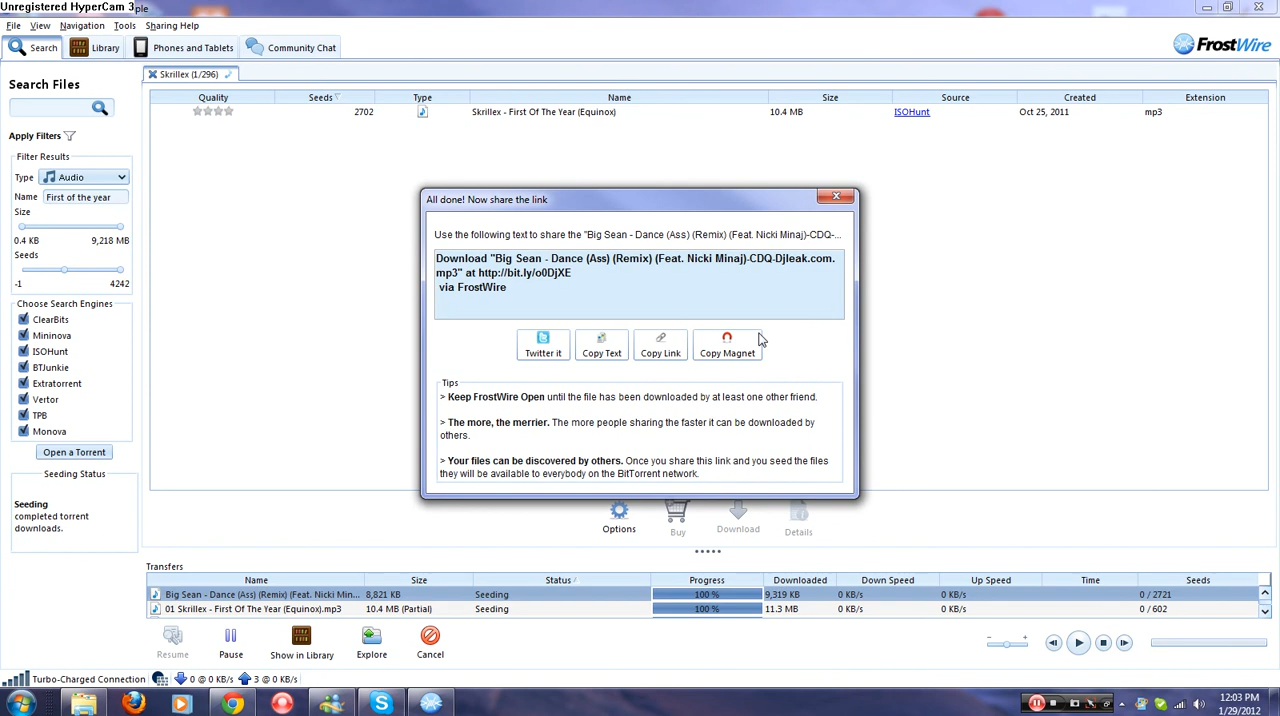 Unregistered HyperCam 3
ple
File View Navigation Tools Sharing Help
Search Library Phones and Tablets Community Chat
FrostWire
Search Files
Apply Filters
Filter Results
Type Audio
Name First of the year
Size
0.4 KB 9,218 MB
Seeds
-1 4242
Choose Search Engines
ClearBits
Mininova
ISOHunt
BTJunkie
Extratorrent
Vertor
TPB
Monova
Open a Torrent
Seeding Status
Seeding
completed torrent
downloads.
Skrillex (1/296)
Quality Seeds Type Name Size Source Created Extension
2702 Skrillex - First Of The Year (Equinox) 10.4 MB ISOHunt Oct 25, 2011 mp3
All done! Now share the link
Use the following text to share the "Big Sean - Dance (Ass) (Remix) (Feat. Nicki Minaj)-CDQ-...
Download "Big Sean - Dance (Ass) (Remix) (Feat. Nicki Minaj)-CDQ-Djleak.com.
mp3" at http://bit.ly/o0DjXE
via FrostWire
Twitter it Copy Text Copy Link Copy Magnet
Tips
> Keep FrostWire Open until the file has been downloaded by at least one other friend.
> The more, the merrier. The more people sharing the faster it can be downloaded by
others.
> Your files can be discovered by others. Once you share this link and you seed the files
they will be available to everybody on the BitTorrent network.
Options Buy Download Details
Transfers
Name Size Status Progress Downloaded Down Speed Up Speed Time Seeds
Big Sean - Dance (Ass) (Remix) (Feat. Nicki Min... 8,821 KB Seeding 100 % 9,319 KB 0 KB/s 0 KB/s 0 / 2721
01 Skrillex - First Of The Year (Equinox).mp3 10.4 MB (Partial) Seeding 100 % 11.3 MB 0 KB/s 0 KB/s 0 / 602
Resume Pause Show in Library Explore Cancel
Turbo-Charged Connection 0 @ 0 KB/s 3 @ 0 KB/s
12:03 PM
1/29/2012